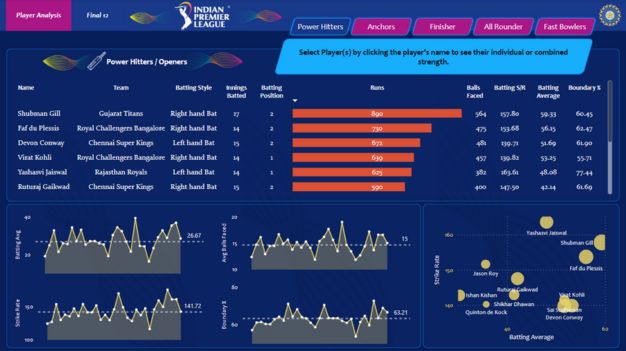 Player Analysis
Final 12
INDIAN
PREMIER
LEAGUE
Power Hitters
Anchors
Finisher
All Rounder
Fast Bowlers
Select Player(s) by clicking the player's name to see their individual or combined
strength.
Power Hitters / Openers
Name Team Batting Style Innings Batted Batting Position Runs Balls Faced Batting S/R Batting Average Boundary %
Shubman Gill Gujarat Titans Right hand Bat 17 2 890 564 157.80 59.33 60.45
Faf du Plessis Royal Challengers Bangalore Right hand Bat 14 2 730 475 153.68 56.15 62.47
Devon Conway Chennai Super Kings Left hand Bat 15 2 672 481 139.71 51.69 61.90
Virat Kohli Royal Challengers Bangalore Right hand Bat 14 1 639 457 139.82 53.25 55.71
Yashasvi Jaiswal Rajasthan Royals Left hand Bat 14 1 625 382 163.61 48.08 77.44
Ruturaj Gaikwad Chennai Super Kings Right hand Bat 15 2 590 400 147.50 42.14 61.69
Batting Avg
40
20
26.67
Avg Balls Faced
20
15
10
15
Strike Rate
150
100
141.72
Boundary %
80
60
63.21
Strike Rate
160
150
140
Yashasvi Jaiswal
Shubman Gill
Faf du Plessis
Jason Roy
Ruturaj Gaikwad
Ishan Kishan
Shikhar Dhawan
Virat Kohli
Quinton de Kock
Sai Sudharsan
Devon Conway
40
60
Batting Average